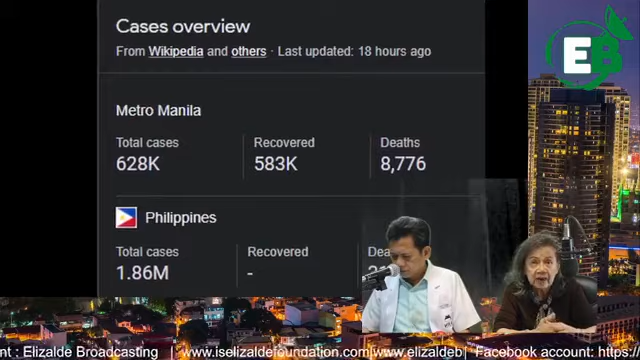 Cases overview
From Wikipedia and others · Last updated: 18 hours ago
Metro Manila
Total cases
Recovered
Deaths
628K
583K
8,776
Philippines
Total cases
Recovered
1.86M
-
EB
nt : Elizalde Broadcasting | www.iselizaldefoundation.com|www.elizaldeb| Facebook account: https: